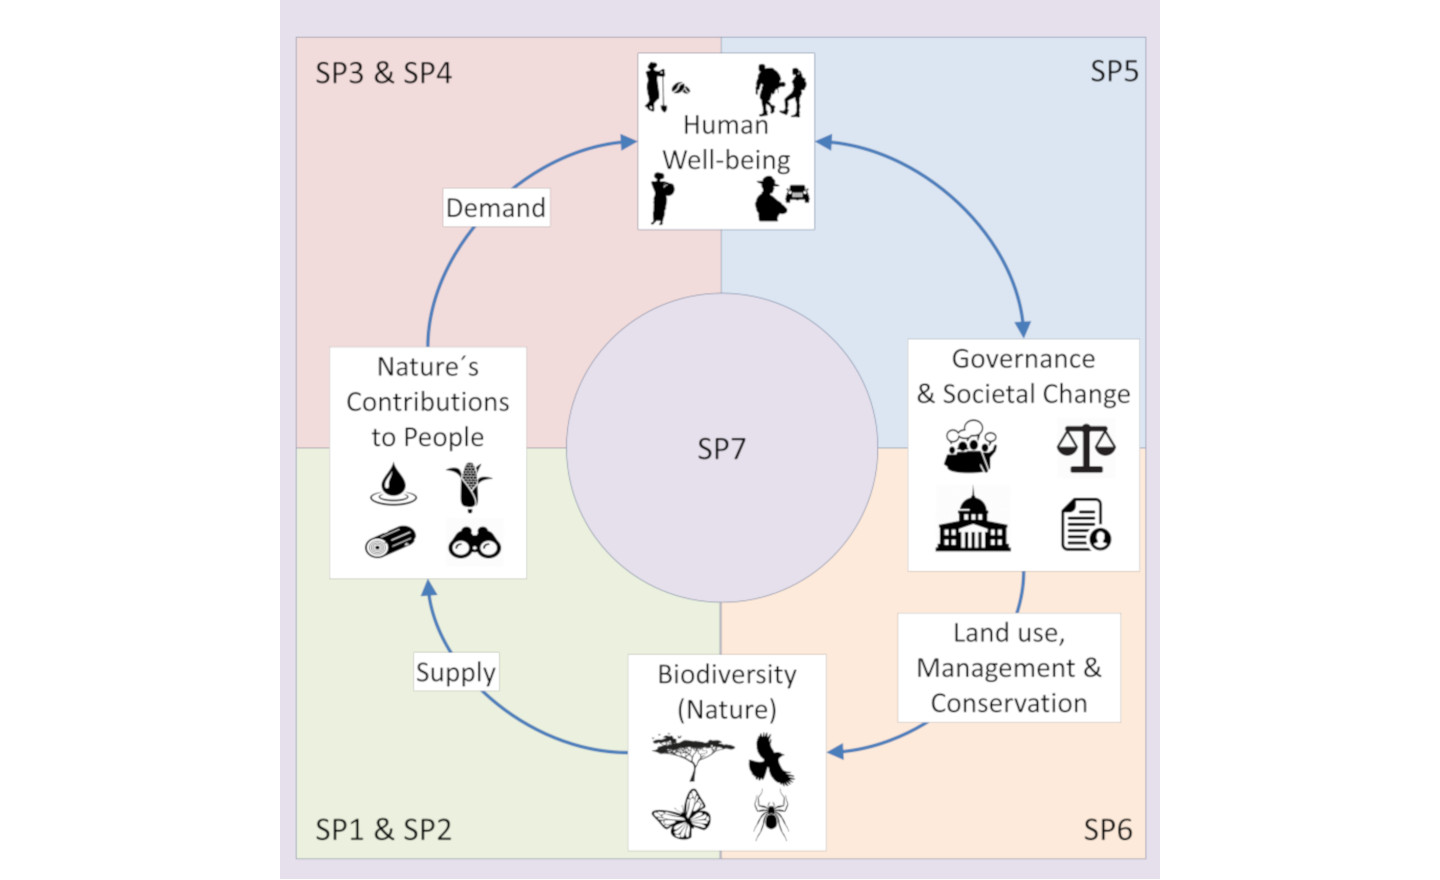 SP3 & SP4
SP5
Human
Well-being
Demand
Nature´s
Contributions
to People
Governance
& Societal Change
SP7
Supply
Biodiversity
(Nature)
Land use,
Management &
Conservation
SP1 & SP2
SP6